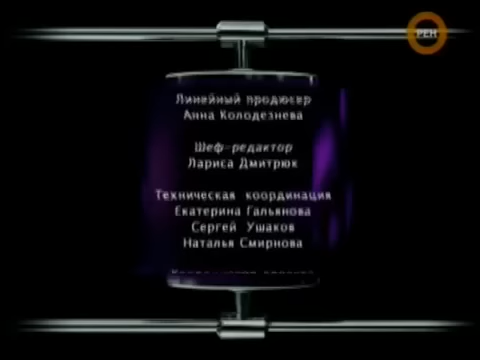 РЕН
Линейный продюсер
Анна Колодезнева
Шеф-редактор
Лариса Дмитрюк
Техническая координация
Екатерина Гальянова
Сергей Ушаков
Наталья Смирнова